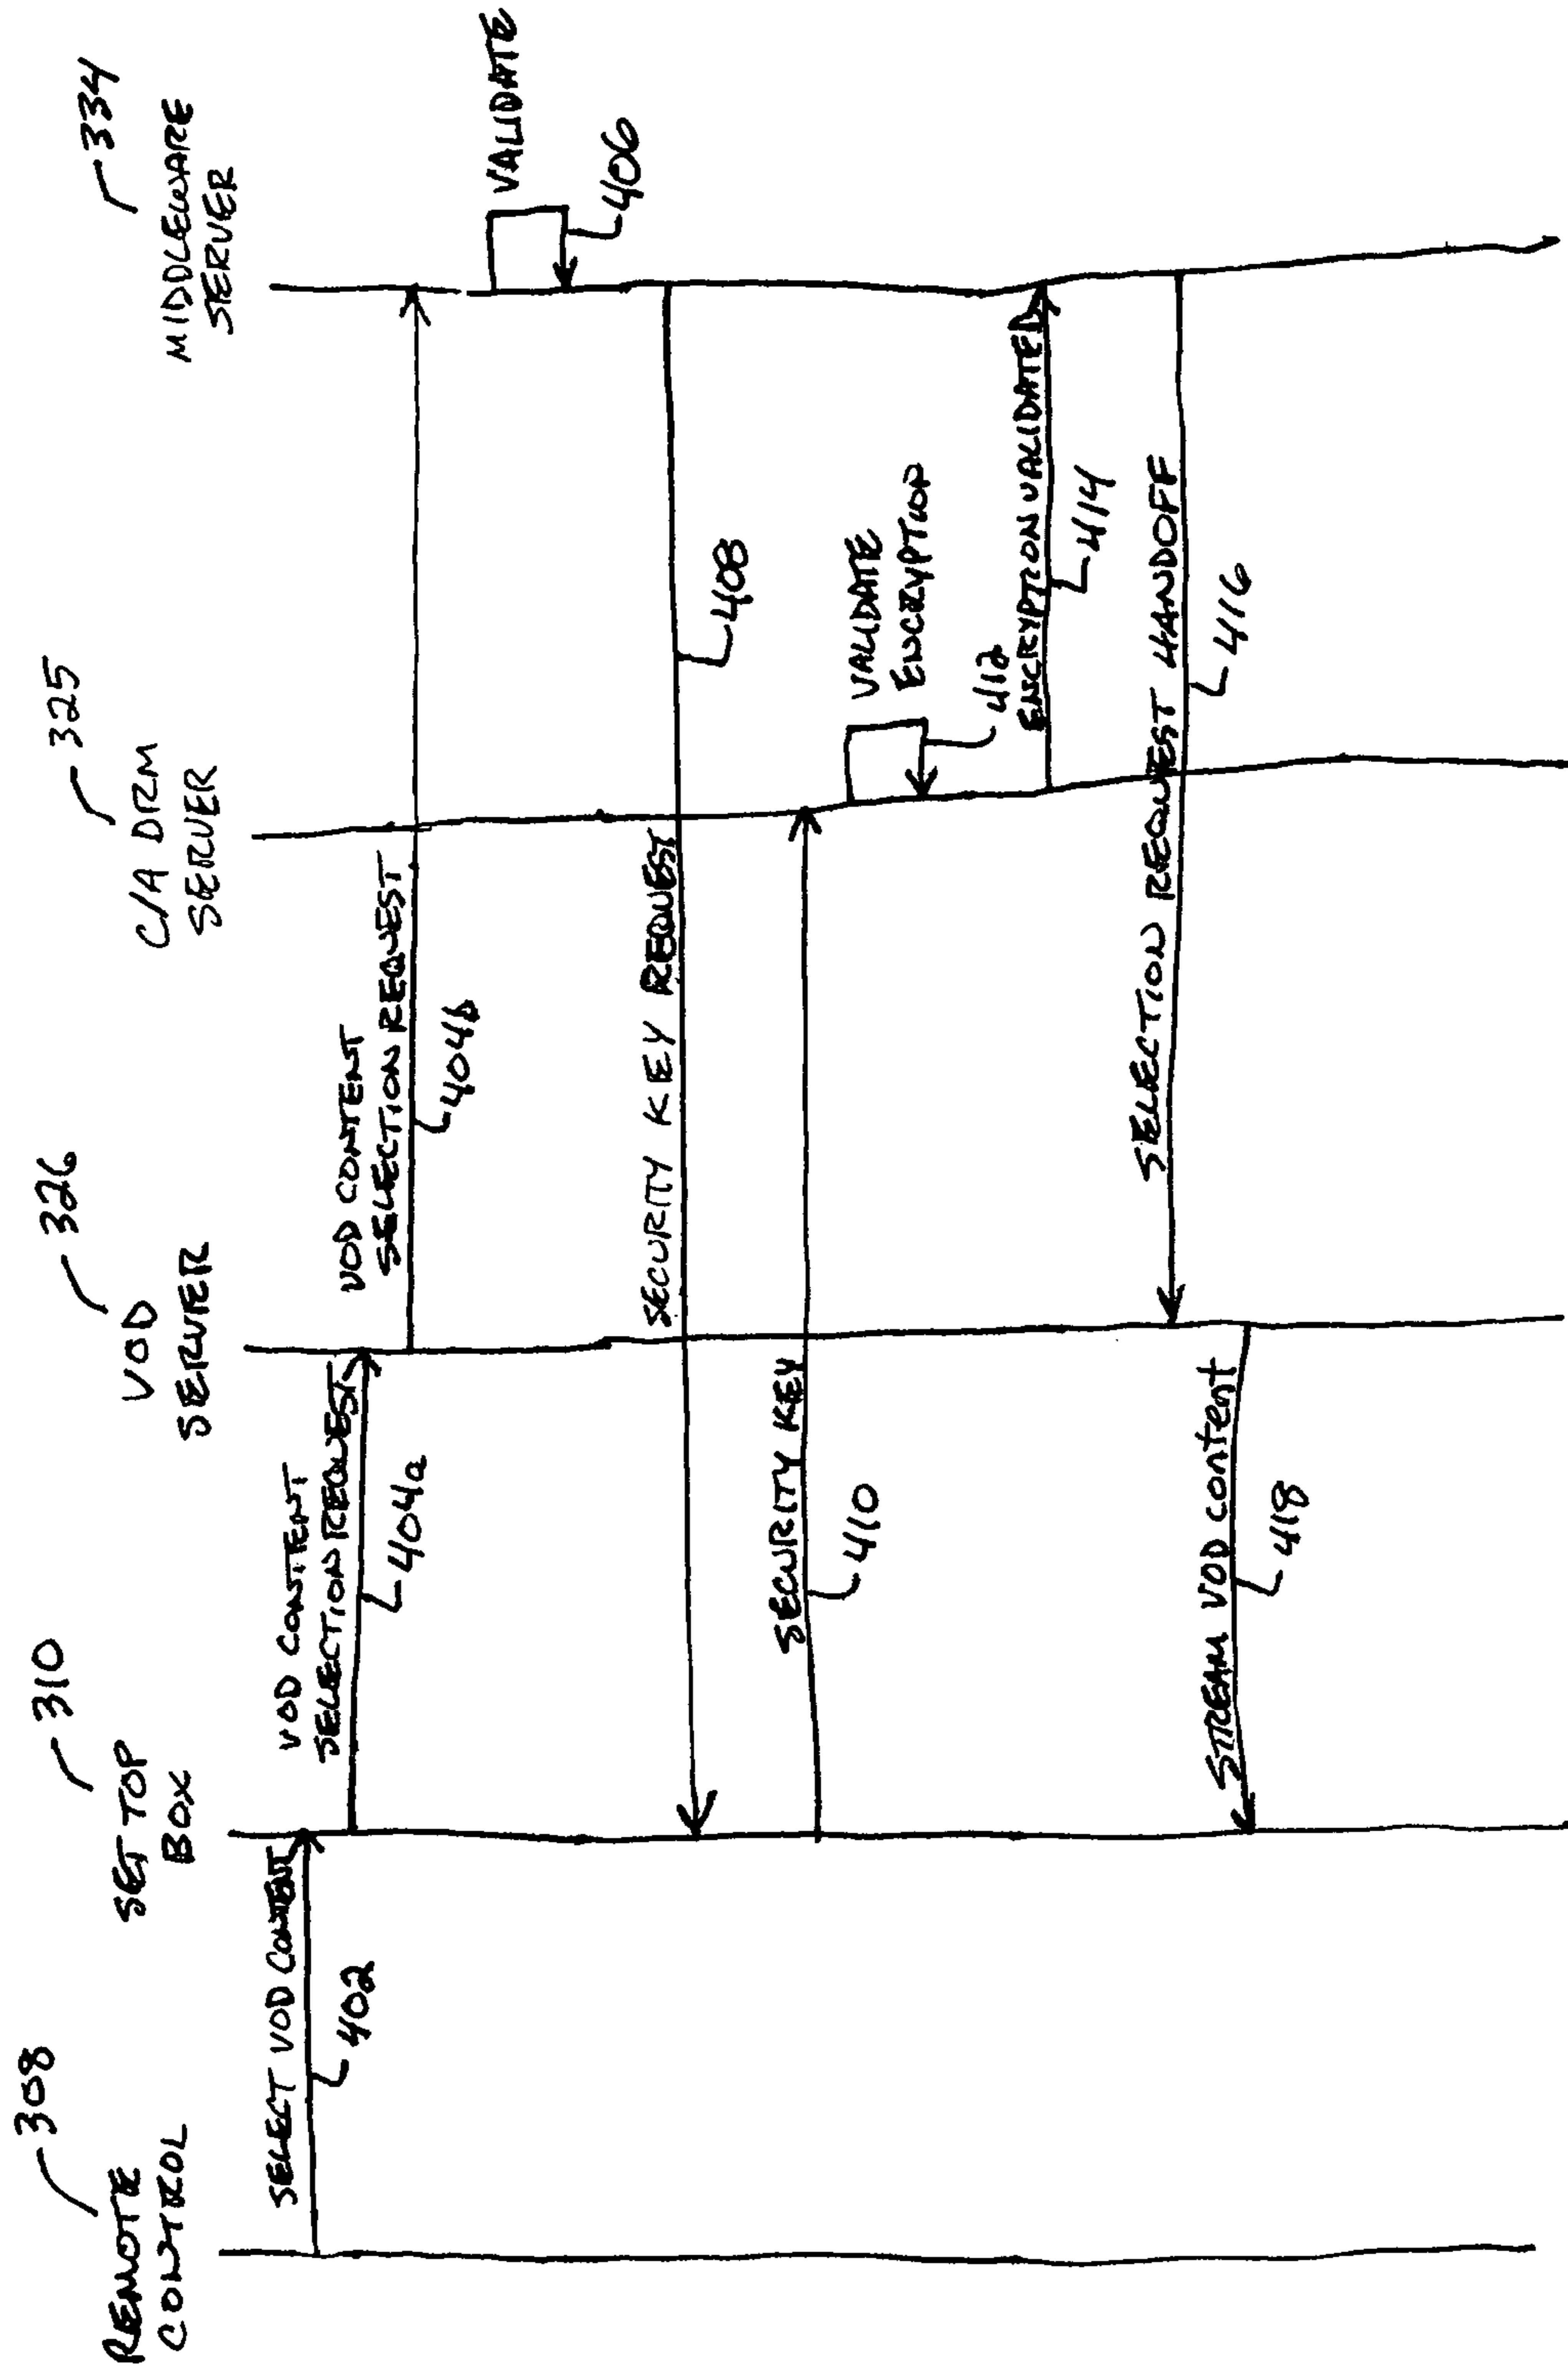 308
REMOTE
CONTROL
310
SET TOP
BOX
326
VOD
SERVER
325
C/A DRM
SERVER
334
MIDDLEWARE
SERVER
SELECT VOD CONTENT
402
VOD CONTENT
SELECTION REQUEST
404a
VOD CONTENT
SELECTION REQUEST
404b
VALIDATE
406
SECURITY KEY REQUEST
408
SECURITY KEY
410
VALIDATE
ENCRYPTION
412
ENCRYPTION VALIDATED
414
SELECTION REQUEST HANDOFF
416
STREAM VOD content
418